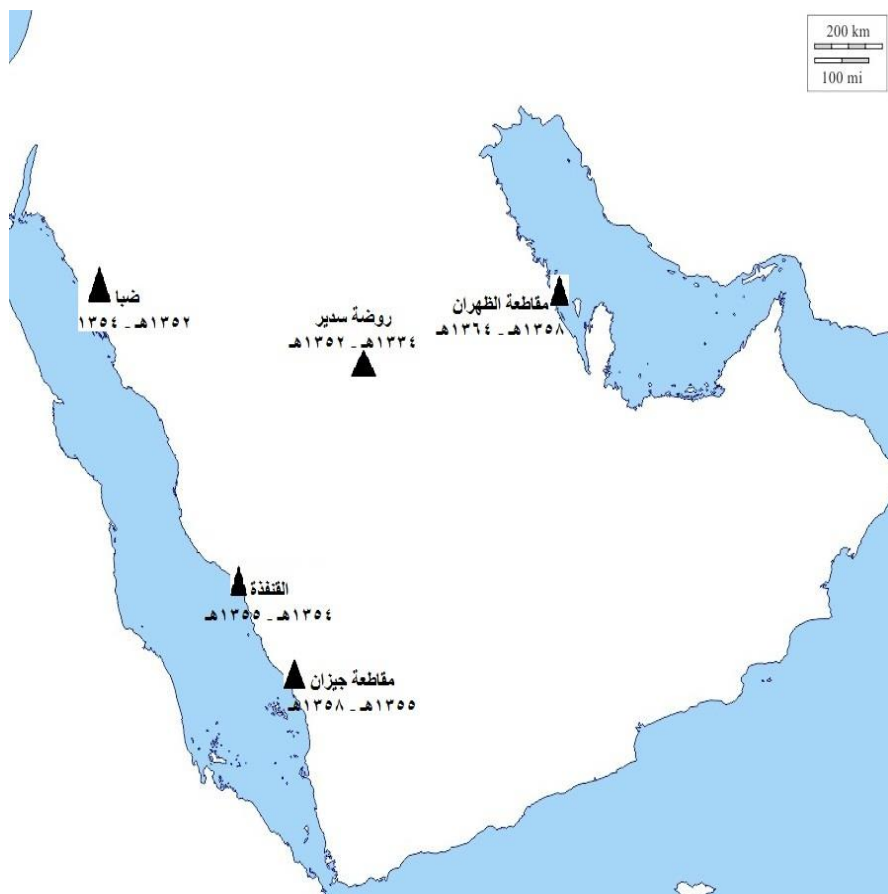 200 km
100 mi
ضبا
١٣٥٢هـ - ١٣٥٤
روضة سدير
١٣٣٤هـ - ١٣٥٢هـ
مقاطعة الظهران
١٣٥٨هـ - ١٣٦٤هـ
القنفذة
١٣٥٤هـ - ١٣٥٥هـ
مقاطعة جيزان
١٣٥٥هـ - ١٣٥٨هـ